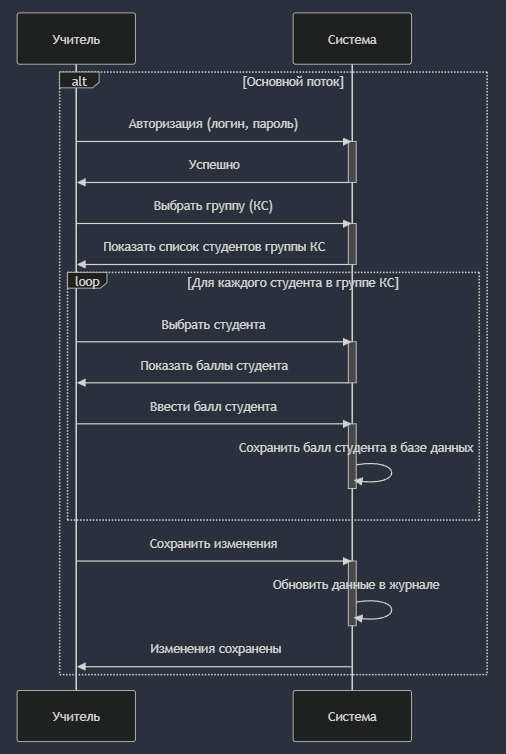 Учитель
Система
alt
[Основной поток]
Авторизация (логин, пароль)
Успешно
Выбрать группу (КС)
Показать список студентов группы КС
loop
[Для каждого студента в группе КС]
Выбрать студента
Показать баллы студента
Ввести балл студента
Сохранить балл студента в базе данных
Сохранить изменения
Обновить данные в журнале
Изменения сохранены
Учитель
Система